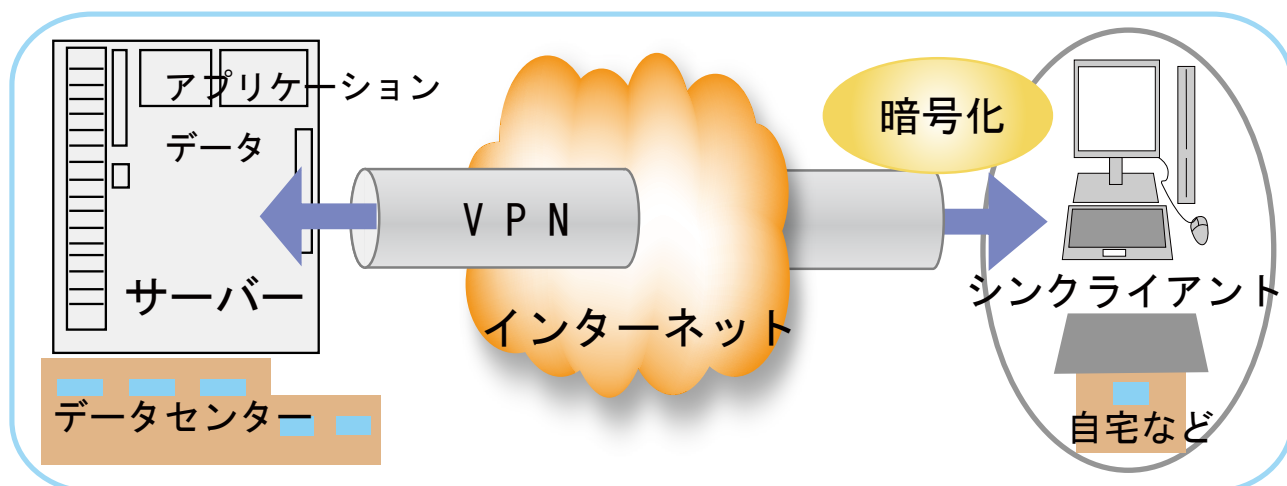 アプリケーション
データ
サーバー
データセンター
ＶＰＮ
インターネット
暗号化
シンクライアント
自宅など